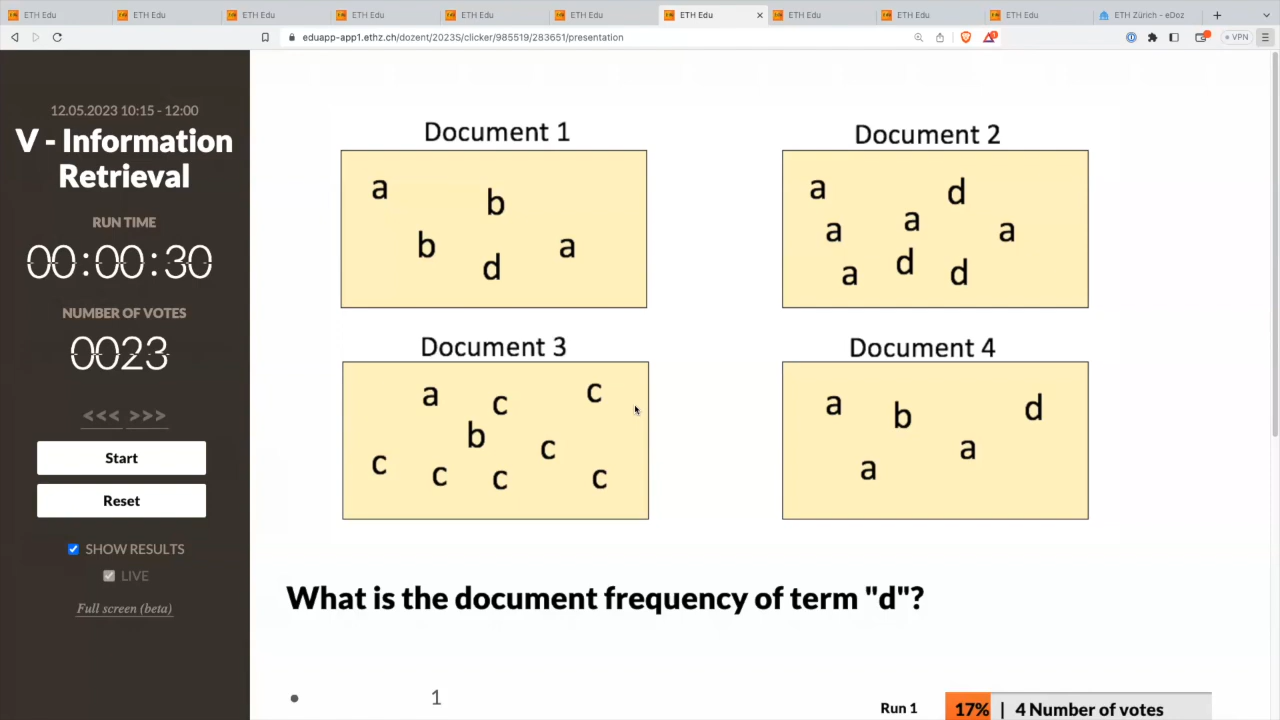 ETH Edu ETH Edu ETH Edu ETH Edu ETH Edu ETH Edu ETH Edu ETH Edu ETH Edu ETH Edu ETH Zürich - eDoz
eduapp-app1.ethz.ch/dozent/2023S/clicker/985519/283651/presentation
VPN
12.05.2023 10:15 - 12:00
V - Information
Retrieval
RUN TIME
00:00:30
NUMBER OF VOTES
0023
<<< >>>
Start
Reset
SHOW RESULTS
LIVE
Full screen (beta)
Document 1
a
b
b
a
d
Document 2
a
d
a
a
a
d
a
d
Document 3
a
c
c
b
c
c
c
c
c
Document 4
a
b
d
a
a
What is the document frequency of term "d"?
• 1
Run 1
17% | 4 Number of votes